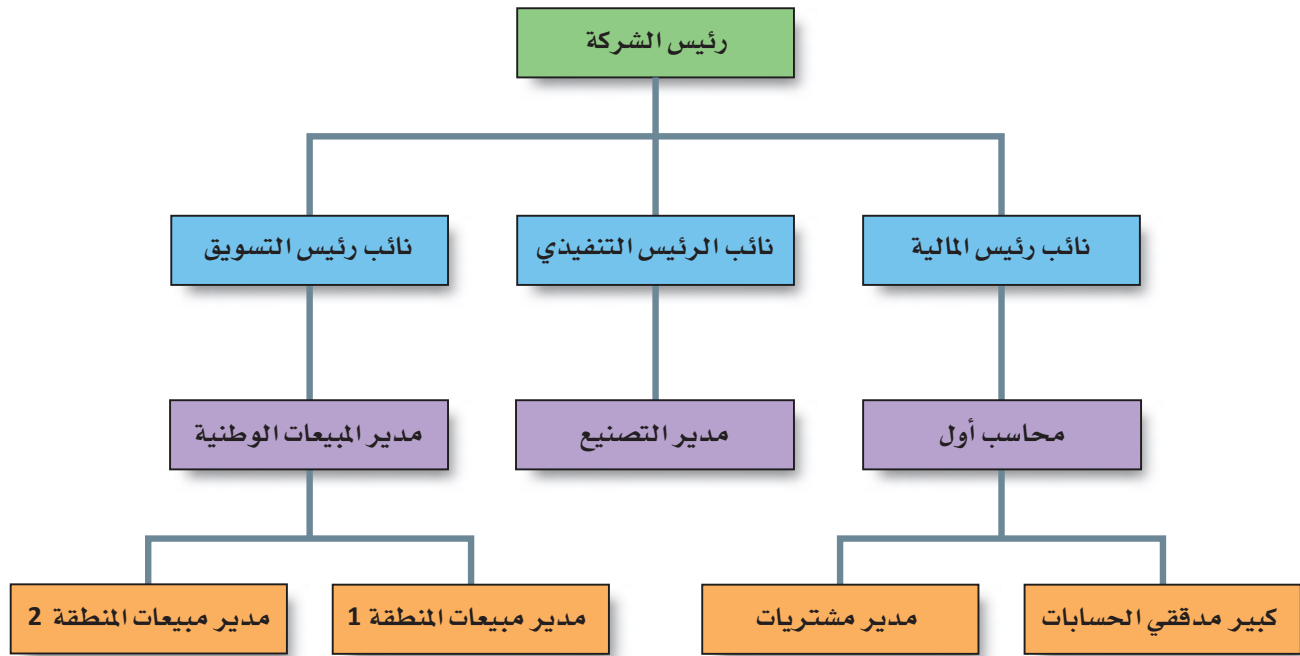 رئيس الشركة
نائب رئيس المالية
نائب الرئيس التنفيذي
نائب رئيس التسويق
محاسب أول
مدير التصنيع
مدير المبيعات الوطنية
كبير مدققي الحسابات
مدير مشتريات
مدير مبيعات المنطقة 1
مدير مبيعات المنطقة 2